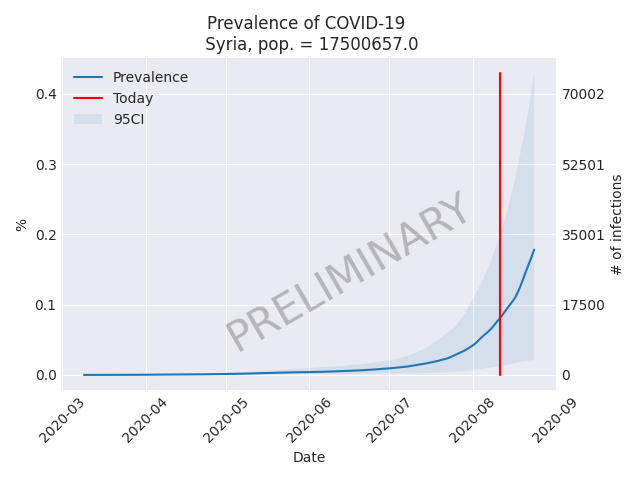 Prevalence of COVID-19
Syria, pop. = 17500657.0
Prevalence
Today
95CI
0.4
0.3
0.2
0.1
0.0
%
70002
52501
35001
17500
0
# of infections
PRELIMINARY
2020-03
2020-04
2020-05
2020-06
2020-07
2020-08
2020-09
Date